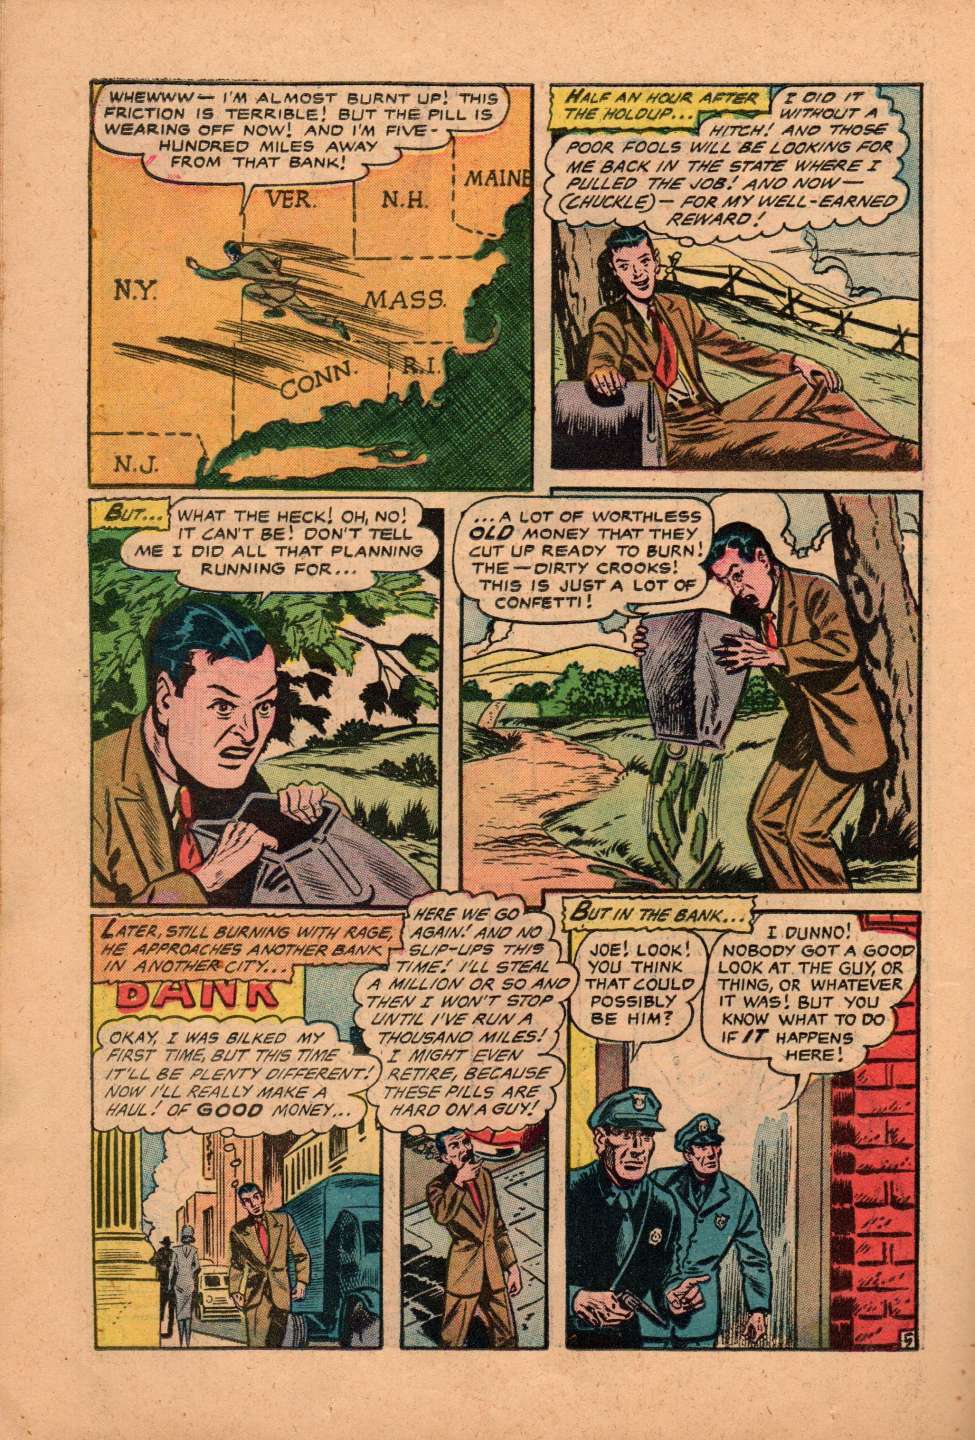 WHEWWW— I'M ALMOST BURNT UP! THIS
FRICTION IS TERRIBLE! BUT THE PILL IS
WEARING OFF NOW! AND I'M FIVE-
HUNDRED MILES AWAY
FROM THAT BANK!
VER.
N.H.
MAINE
N.Y.
MASS.
CONN.
R.I.
N.J.
HALF AN HOUR AFTER
THE HOLDUP...
I DID IT
WITHOUT A
HITCH! AND THOSE
POOR FOOLS WILL BE LOOKING FOR
ME BACK IN THE STATE WHERE I
PULLED THE JOB! AND NOW—
(CHUCKLE)— FOR MY WELL-EARNED
REWARD!
BUT...
WHAT THE HECK! OH, NO!
IT CAN'T BE! DON'T TELL
ME I DID ALL THAT PLANNING
RUNNING FOR...
...A LOT OF WORTHLESS
OLD MONEY THAT THEY
CUT UP READY TO BURN!
THE—DIRTY CROOKS!
THIS IS JUST A LOT OF
CONFETTI!
LATER, STILL BURNING WITH RAGE,
HE APPROACHES ANOTHER BANK
IN ANOTHER CITY...
BANK
OKAY, I WAS BILKED MY
FIRST TIME, BUT THIS TIME
IT'LL BE PLENTY DIFFERENT!
NOW I'LL REALLY MAKE A
HAUL! OF GOOD MONEY...
HERE WE GO
AGAIN! AND NO
SLIP-UPS THIS
TIME! I'LL STEAL
A MILLION OR SO AND
THEN I WON'T STOP
UNTIL I'VE RUN A
THOUSAND MILES!
I MIGHT EVEN
RETIRE, BECAUSE
THESE PILLS ARE
HARD ON A GUY!
BUT IN THE BANK...
JOE! LOOK!
YOU THINK
THAT COULD
POSSIBLY
BE HIM?
I DUNNO!
NOBODY GOT A GOOD
LOOK AT THE GUY, OR
THING, OR WHATEVER
IT WAS! BUT YOU
KNOW WHAT TO DO
IF IT HAPPENS
HERE!
5